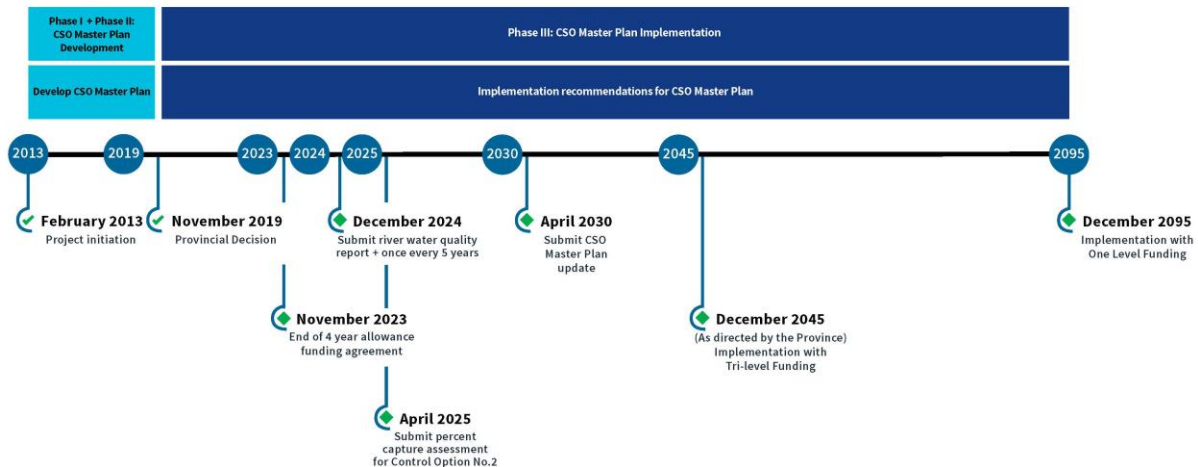 Phase I + Phase II:
CSO Master Plan
Development
Phase III: CSO Master Plan Implementation
Develop CSO Master Plan
Implementation recommendations for CSO Master Plan
2013
2019
2023
2024
2025
2030
2045
2095
February 2013
Project initiation
November 2019
Provincial Decision
December 2024
Submit river water quality
report + once every 5 years
April 2030
Submit CSO
Master Plan
update
December 2095
Implementation with
One Level Funding
November 2023
End of 4 year allowance
funding agreement
December 2045
(As directed by the Province)
Implementation with
Tri-level Funding
April 2025
Submit percent
capture assessment
for Control Option No.2